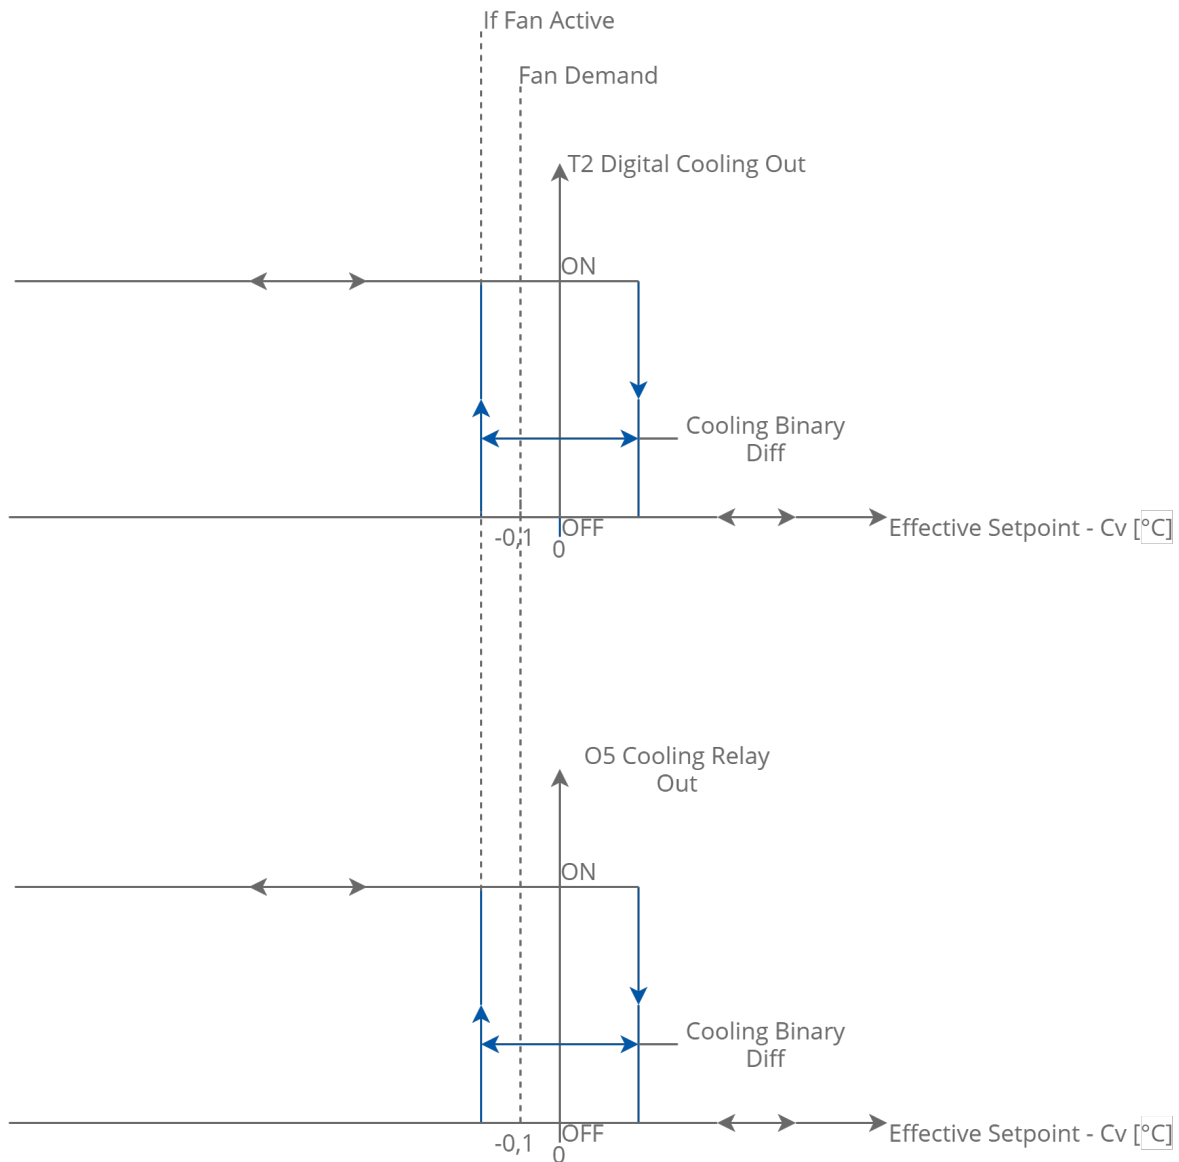 If Fan Active
Fan Demand
T2 Digital Cooling Out
ON
Cooling Binary
Diff
OFF
Effective Setpoint - Cv [°C]
-0,1
0
O5 Cooling Relay
Out
ON
Cooling Binary
Diff
OFF
Effective Setpoint - Cv [°C]
-0,1
0